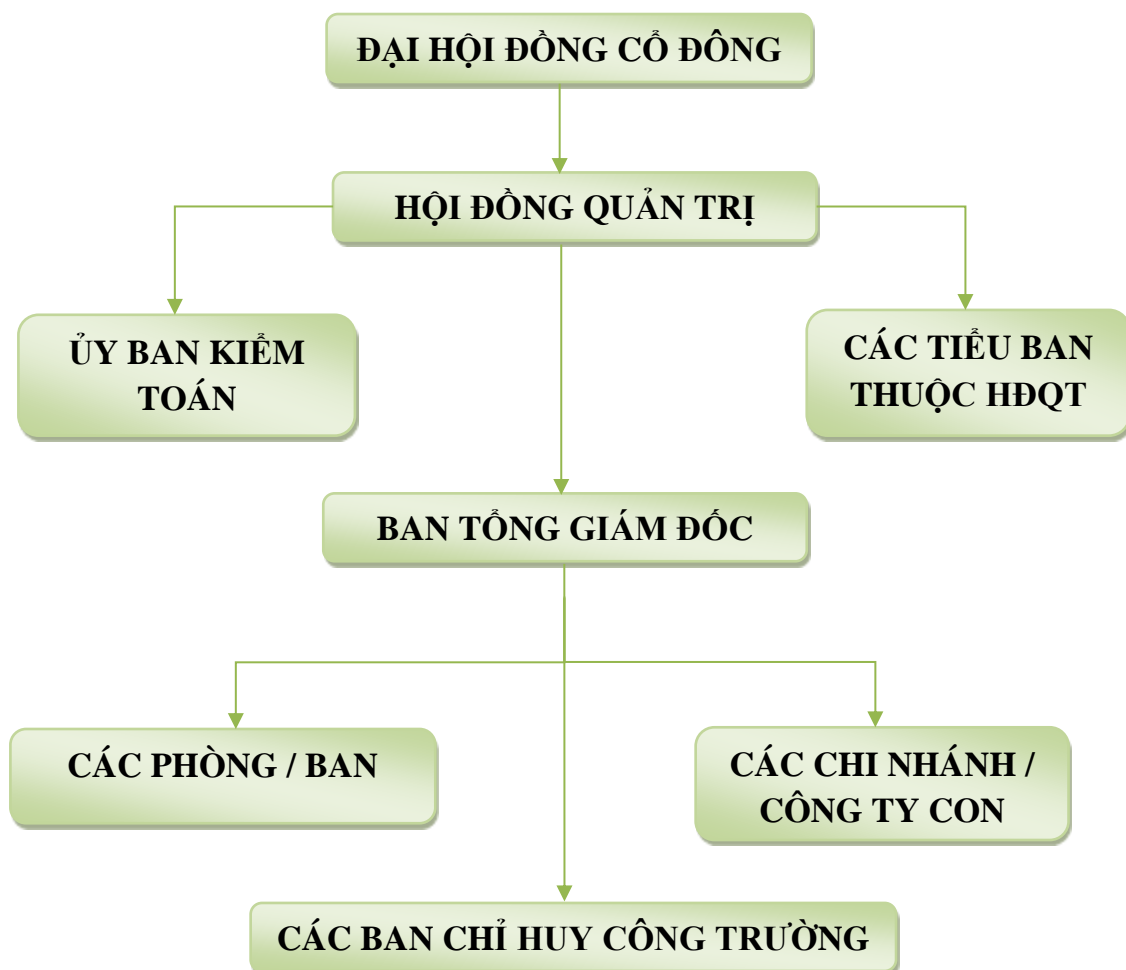 ĐẠI HỘI ĐỒNG CỔ ĐÔNG
HỘI ĐỒNG QUẢN TRỊ
ỦY BAN KIỂM
TOÁN
CÁC TIỂU BAN
THUỘC HĐQT
BAN TỔNG GIÁM ĐỐC
CÁC PHÒNG / BAN
CÁC CHI NHÁNH /
CÔNG TY CON
CÁC BAN CHỈ HUY CÔNG TRƯỜNG